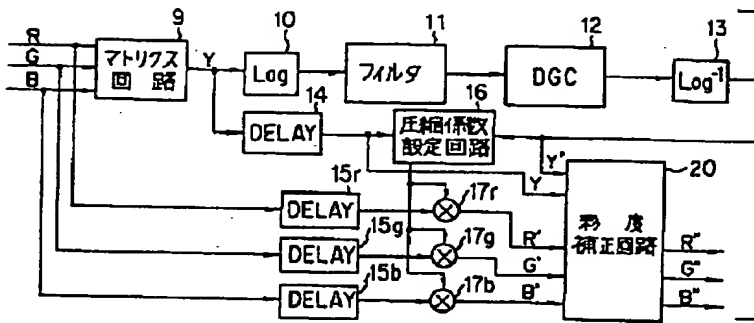 9
10
11
12
13
R
G
B
マトリクス
回路
Y
Log
フィルタ
DGC
Log⁻¹
14
DELAY
16
圧縮係数
設定回路
Y"
Y
20
15r
DELAY
17r
R'
彩度
補正回路
R"
15g
DELAY
17g
G'
G"
15b
DELAY
17b
B'
B"